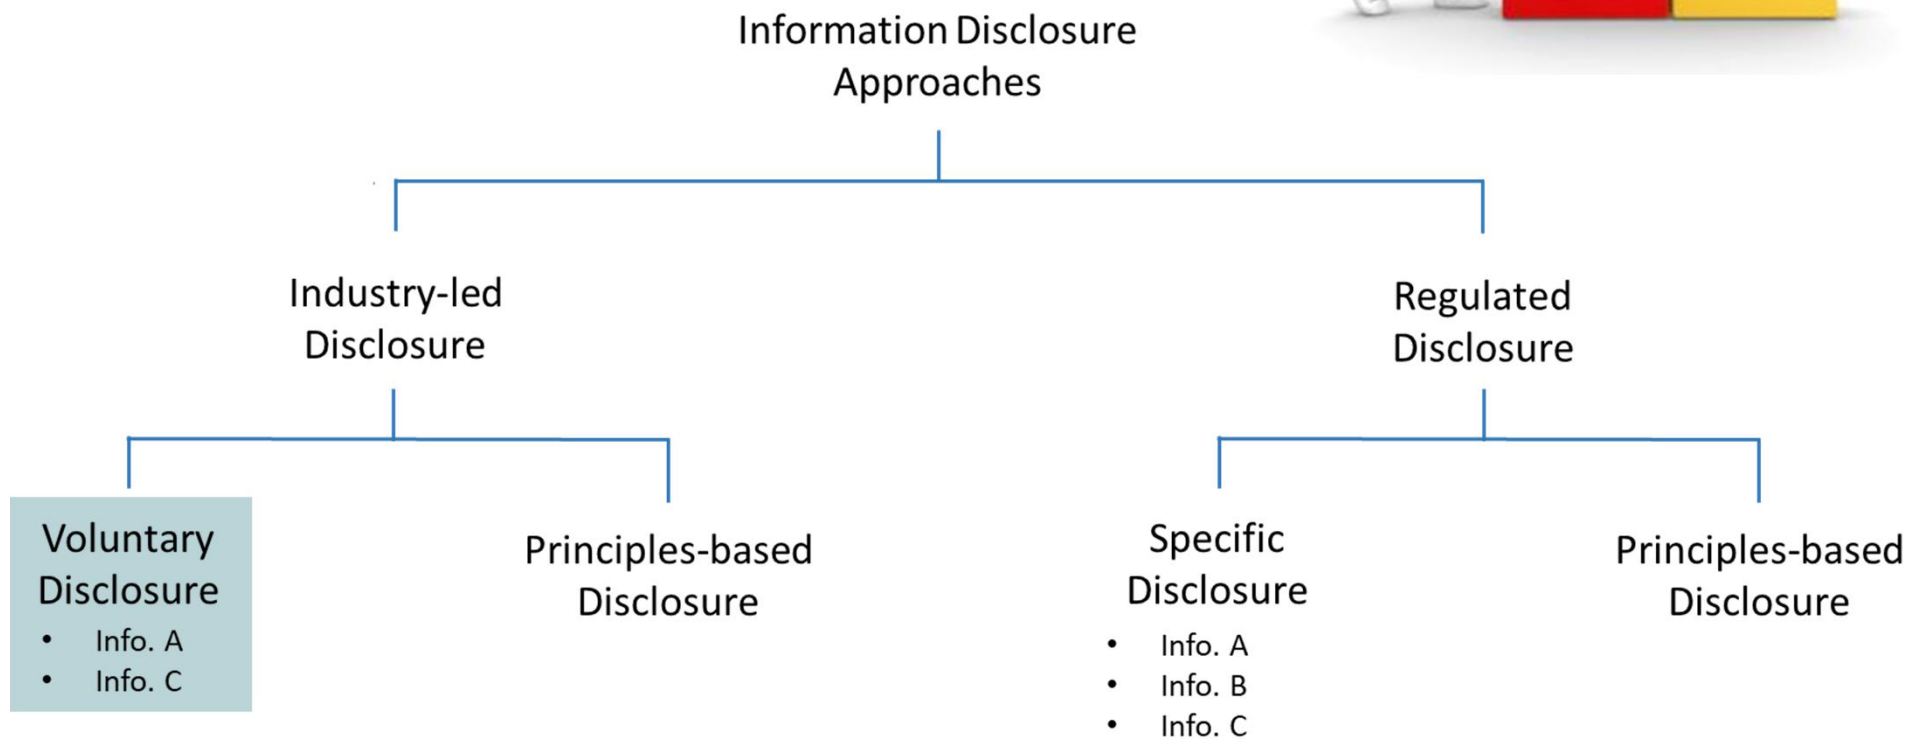 Information Disclosure
Approaches
Industry-led
Disclosure
Regulated
Disclosure
Voluntary
Disclosure
• Info. A
• Info. C
Principles-based
Disclosure
Specific
Disclosure
• Info. A
• Info. B
• Info. C
Principles-based
Disclosure